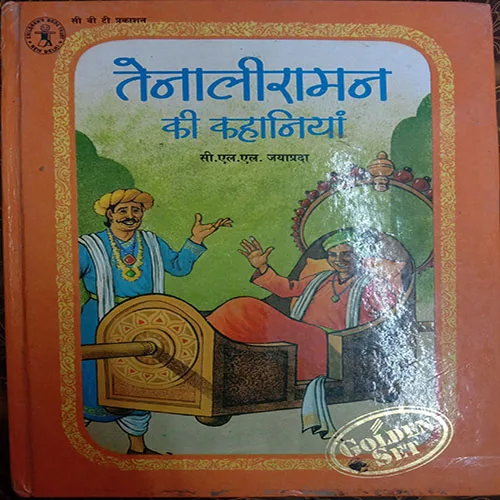 सी बी टी प्रकाशन
तेनालीरामन
की कहानियां
सी.एल.एल. जयाप्रदा
GOLDEN
SET